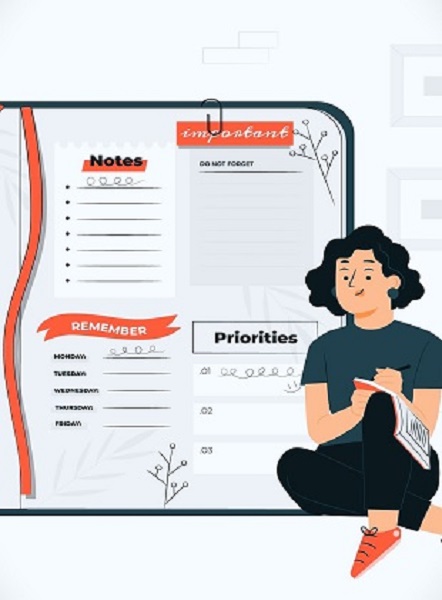 important
Notes
DO NOT FORGET
REMEMBER
MONDAY:
TUESDAY:
WEDNESDAY:
THURSDAY:
FRIDAY:
Priorities
.01
.02
.03